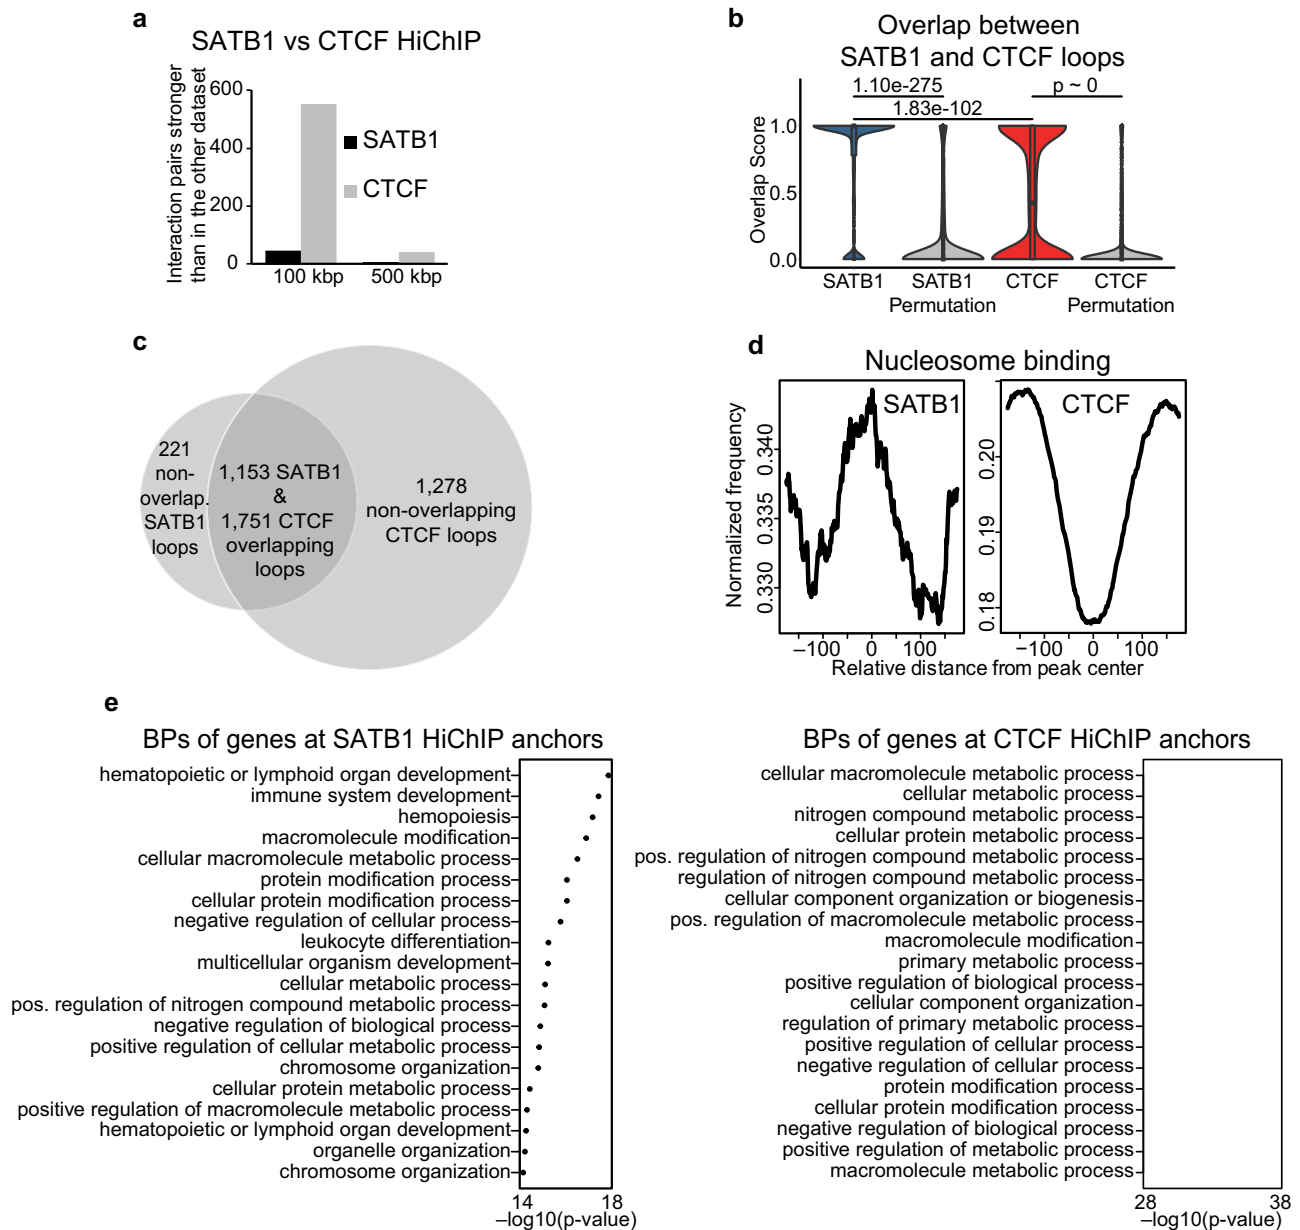 a
SATB1 vs CTCF HiChIP
Interaction pairs stronger
than in the other dataset
600
400
200
0
SATB1
CTCF
100 kbp
500 kbp
b
Overlap between
SATB1 and CTCF loops
1.10e-275
p ~ 0
1.83e-102
Overlap Score
1.0
0.5
0.0
SATB1
SATB1
Permutation
CTCF
CTCF
Permutation
c
221
non-
overlap.
SATB1
loops
1,153 SATB1
&
1,751 CTCF
overlapping
loops
1,278
non-overlapping
CTCF loops
d
Nucleosome binding
Normalized frequency
0.340
0.335
0.330
SATB1
–100 0 100
0.20
0.19
0.18
CTCF
−100 0 100
Relative distance from peak center
e
BPs of genes at SATB1 HiChIP anchors
hematopoietic or lymphoid organ development
immune system development
hemopoiesis
macromolecule modification
cellular macromolecule metabolic process
protein modification process
cellular protein modification process
negative regulation of cellular process
leukocyte differentiation
multicellular organism development
cellular metabolic process
pos. regulation of nitrogen compound metabolic process
negative regulation of biological process
positive regulation of cellular metabolic process
chromosome organization
cellular protein metabolic process
positive regulation of macromolecule metabolic process
hematopoietic or lymphoid organ development
organelle organization
chromosome organization
14 18
–log10(p-value)
BPs of genes at CTCF HiChIP anchors
cellular macromolecule metabolic process
cellular metabolic process
nitrogen compound metabolic process
cellular protein metabolic process
pos. regulation of nitrogen compound metabolic process
regulation of nitrogen compound metabolic process
cellular component organization or biogenesis
pos. regulation of macromolecule metabolic process
macromolecule modification
primary metabolic process
positive regulation of biological process
cellular component organization
regulation of primary metabolic process
positive regulation of cellular process
negative regulation of cellular process
protein modification process
cellular protein modification process
negative regulation of biological process
positive regulation of metabolic process
macromolecule metabolic process
28 38
–log10(p-value)